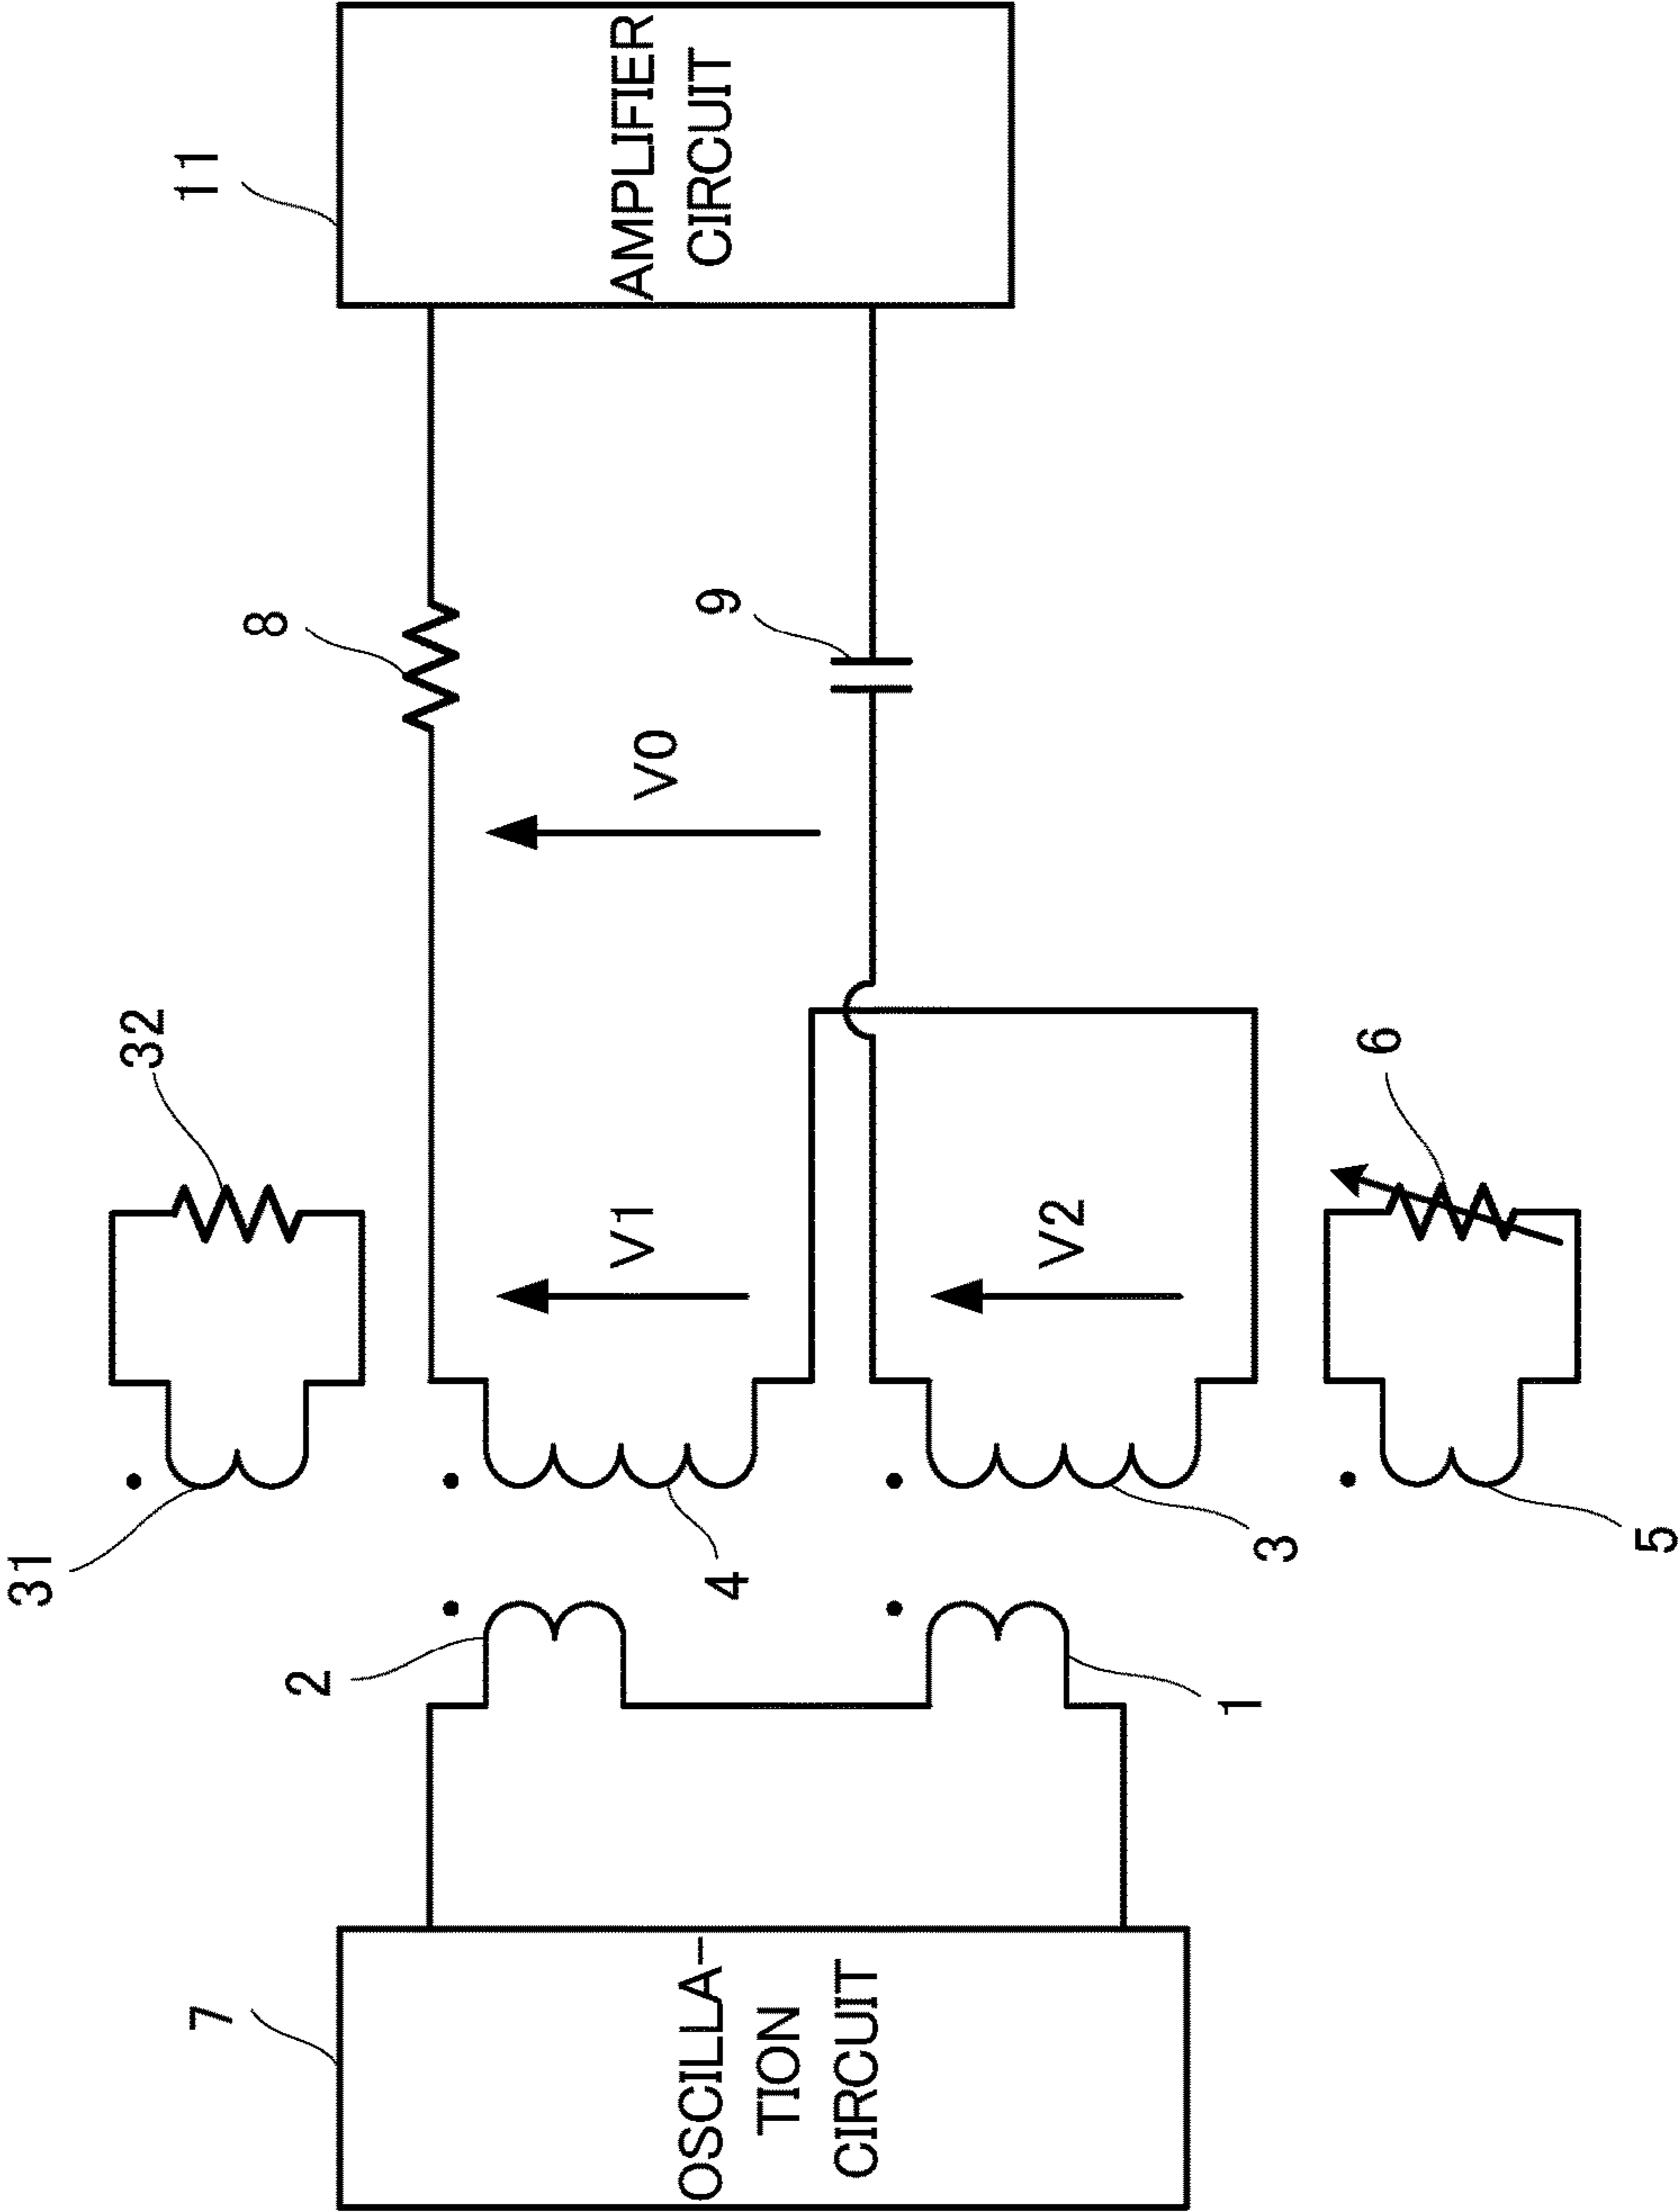 7
OSCILLA-
TION
CIRCUIT
2
1
31
4
3
5
32
V1
V2
6
V0
8
9
11
AMPLIFIER
CIRCUIT